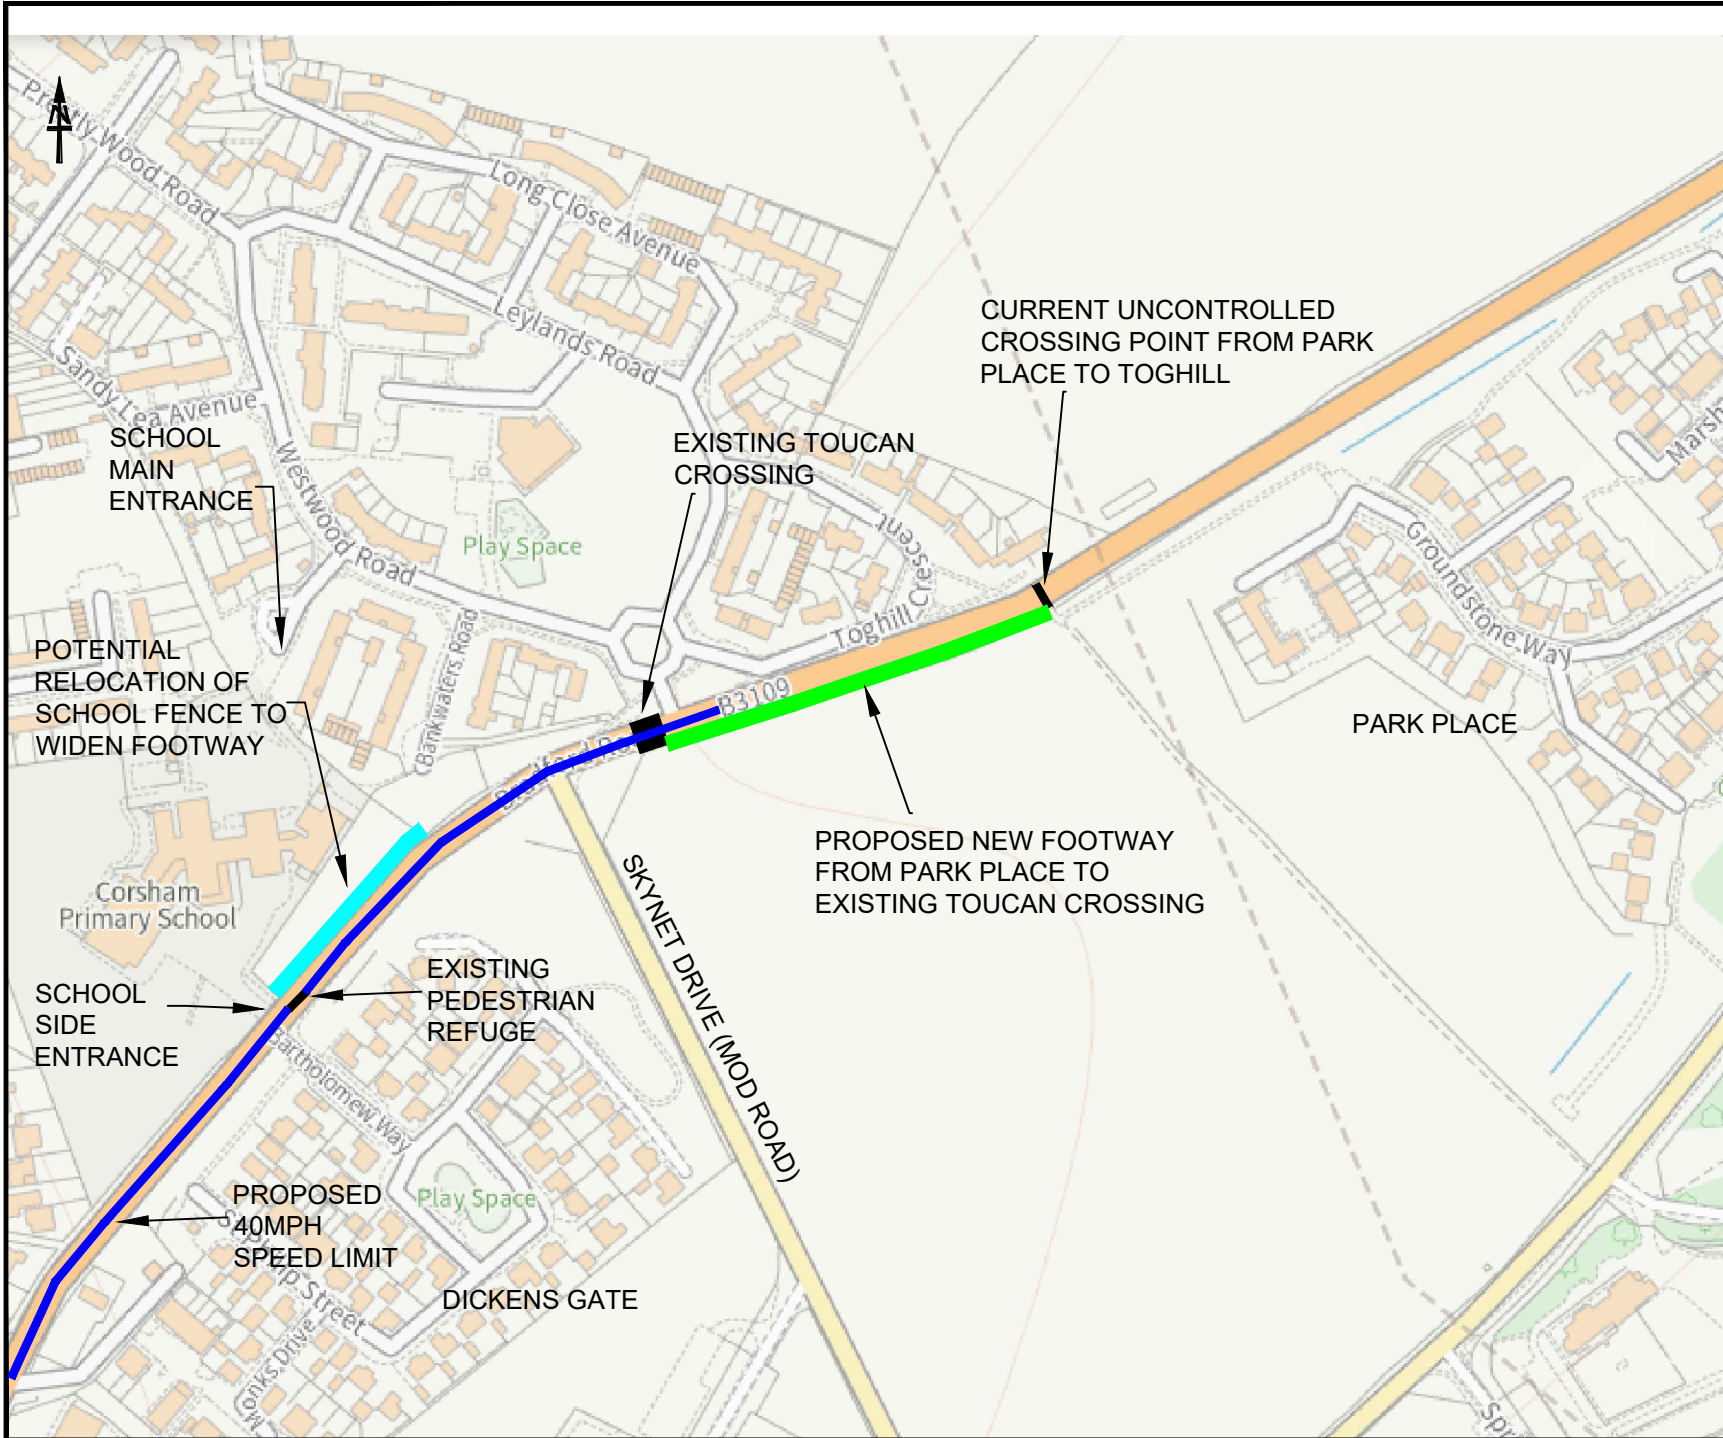 N
Priestly Wood Road
Long Close Avenue
Leylands Road
Sandy Lea Avenue
SCHOOL
MAIN
ENTRANCE
Westwood Road
Play Space
EXISTING TOUCAN
CROSSING
CURRENT UNCONTROLLED
CROSSING POINT FROM PARK
PLACE TO TOGHILL
Toghill Crescent
Groundstone Way
PARK PLACE
POTENTIAL
RELOCATION OF
SCHOOL FENCE TO
WIDEN FOOTWAY
Bankwaters Road
B3109
PROPOSED NEW FOOTWAY
FROM PARK PLACE TO
EXISTING TOUCAN CROSSING
Corsham
Primary School
SKYNET DRIVE (MOD ROAD)
SCHOOL
SIDE
ENTRANCE
EXISTING
PEDESTRIAN
REFUGE
Bartholomew Way
Play Space
PROPOSED
40MPH
SPEED LIMIT
Street
DICKENS GATE
Monks Drive